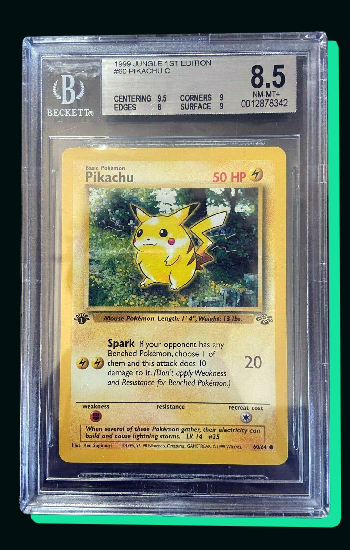 1999 JUNGLE 1ST EDITION
#60 PIKACHU C
8.5
NM-MT+
CENTERING 9.5 CORNERS 9
EDGES 8 SURFACE 9
0012878342
B
BECKETT
Basic Pokémon
Pikachu 50 HP
Mouse Pokémon. Length: 1' 4", Weight: 13 lbs.
Spark If your opponent has any
Benched Pokémon, choose 1 of
them and this attack does 10
damage to it. (Don't apply Weakness
and Resistance for Benched Pokémon.)
20
weakness resistance retreat cost
When several of these Pokémon gather, their electricity can
build and cause lightning storms. LV. 14 #25
60/64